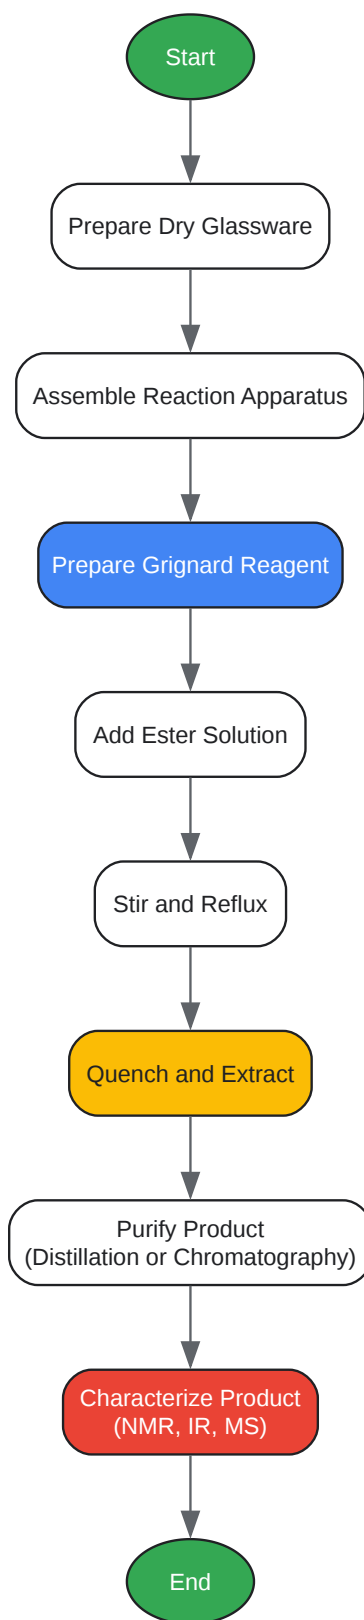 Start
Prepare Dry Glassware
Assemble Reaction Apparatus
Prepare Grignard Reagent
Add Ester Solution
Stir and Reflux
Quench and Extract
Purify Product
(Distillation or Chromatography)
Characterize Product
(NMR, IR, MS)
End